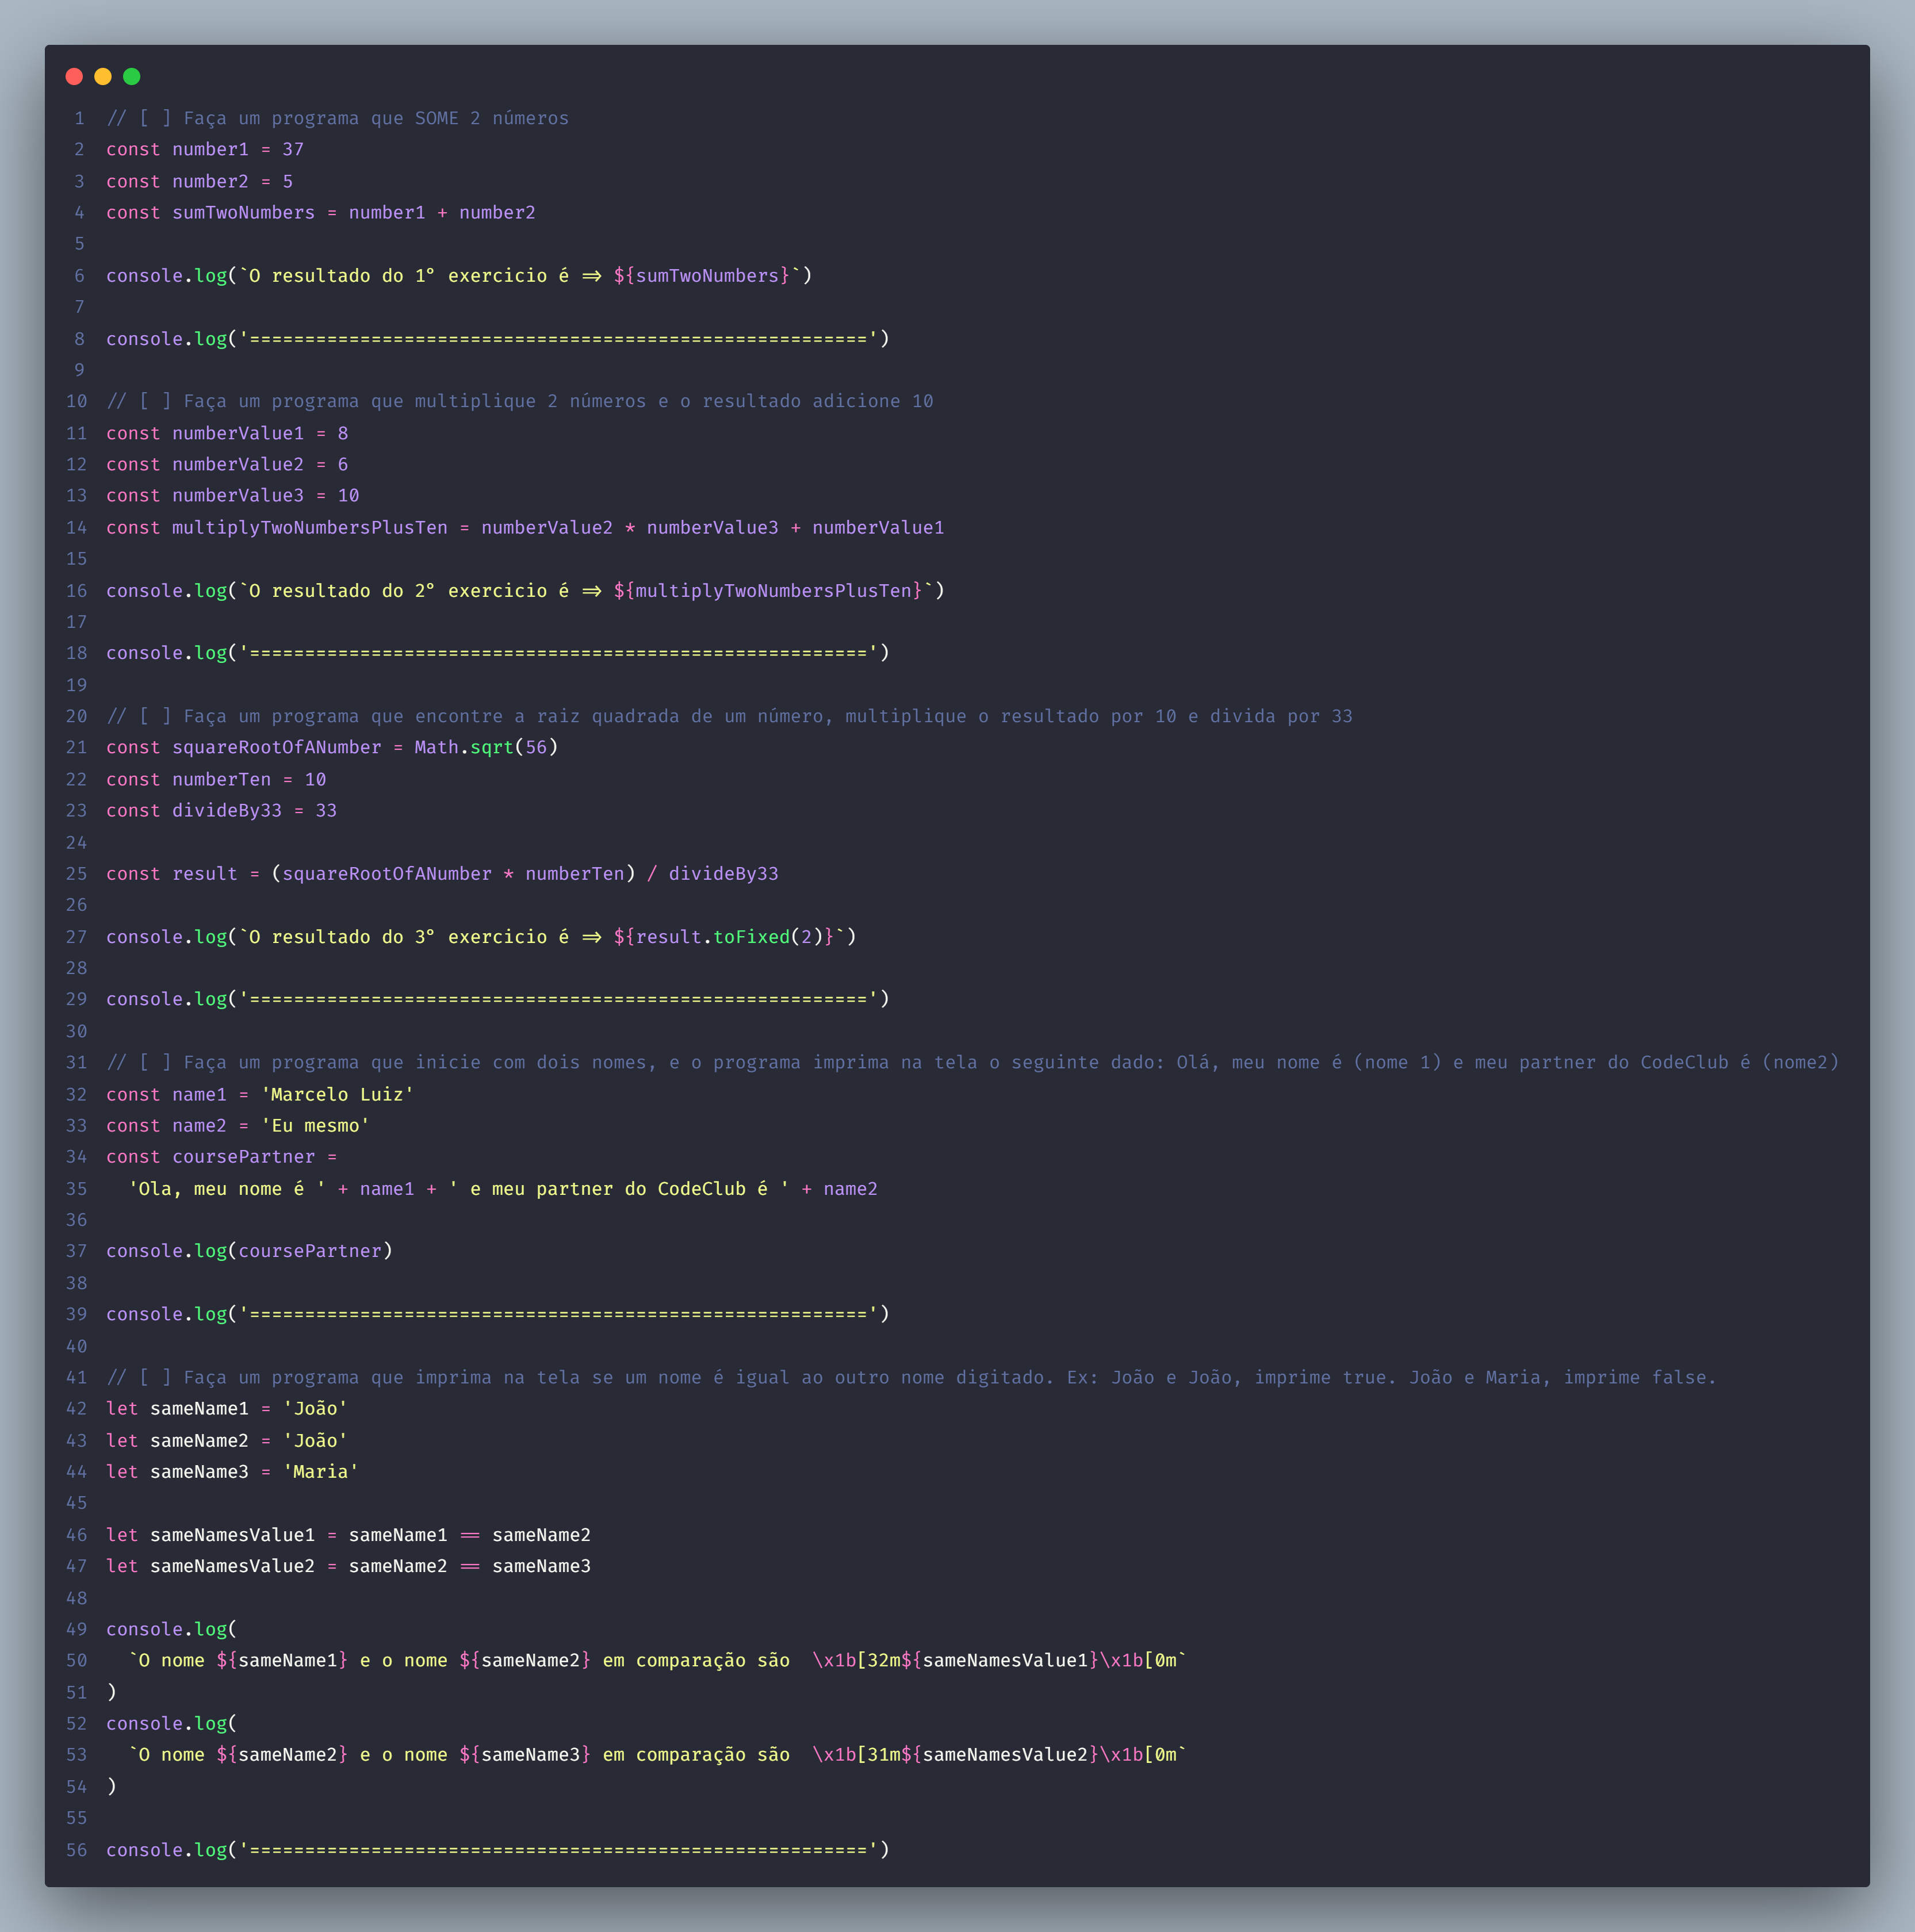 1 // [ ] Faça um programa que SOME 2 números
2 const number1 = 37
3 const number2 = 5
4 const sumTwoNumbers = number1 + number2
5
6 console.log(`O resultado do 1° exercicio é => ${sumTwoNumbers}`)
7
8 console.log('========================================================')
9
10 // [ ] Faça um programa que multiplique 2 números e o resultado adicione 10
11 const numberValue1 = 8
12 const numberValue2 = 6
13 const numberValue3 = 10
14 const multiplyTwoNumbersPlusTen = numberValue2 * numberValue3 + numberValue1
15
16 console.log(`O resultado do 2° exercicio é => ${multiplyTwoNumbersPlusTen}`)
17
18 console.log('========================================================')
19
20 // [ ] Faça um programa que encontre a raiz quadrada de um número, multiplique o resultado por 10 e divida por 33
21 const squareRootOfANumber = Math.sqrt(56)
22 const numberTen = 10
23 const divideBy33 = 33
24
25 const result = (squareRootOfANumber * numberTen) / divideBy33
26
27 console.log(`O resultado do 3° exercicio é => ${result.toFixed(2)}`)
28
29 console.log('========================================================')
30
31 // [ ] Faça um programa que inicie com dois nomes, e o programa imprima na tela o seguinte dado: Olá, meu nome é (nome 1) e meu partner do CodeClub é (nome2)
32 const name1 = 'Marcelo Luiz'
33 const name2 = 'Eu mesmo'
34 const coursePartner =
35 'Ola, meu nome é ' + name1 + ' e meu partner do CodeClub é ' + name2
36
37 console.log(coursePartner)
38
39 console.log('========================================================')
40
41 // [ ] Faça um programa que imprima na tela se um nome é igual ao outro nome digitado. Ex: João e João, imprime true. João e Maria, imprime false.
42 let sameName1 = 'João'
43 let sameName2 = 'João'
44 let sameName3 = 'Maria'
45
46 let sameNamesValue1 = sameName1 == sameName2
47 let sameNamesValue2 = sameName2 == sameName3
48
49 console.log(
50 `O nome ${sameName1} e o nome ${sameName2} em comparação são  \x1b[32m${sameNamesValue1}\x1b[0m`
51 )
52 console.log(
53 `O nome ${sameName2} e o nome ${sameName3} em comparação são  \x1b[31m${sameNamesValue2}\x1b[0m`
54 )
55
56 console.log('========================================================')